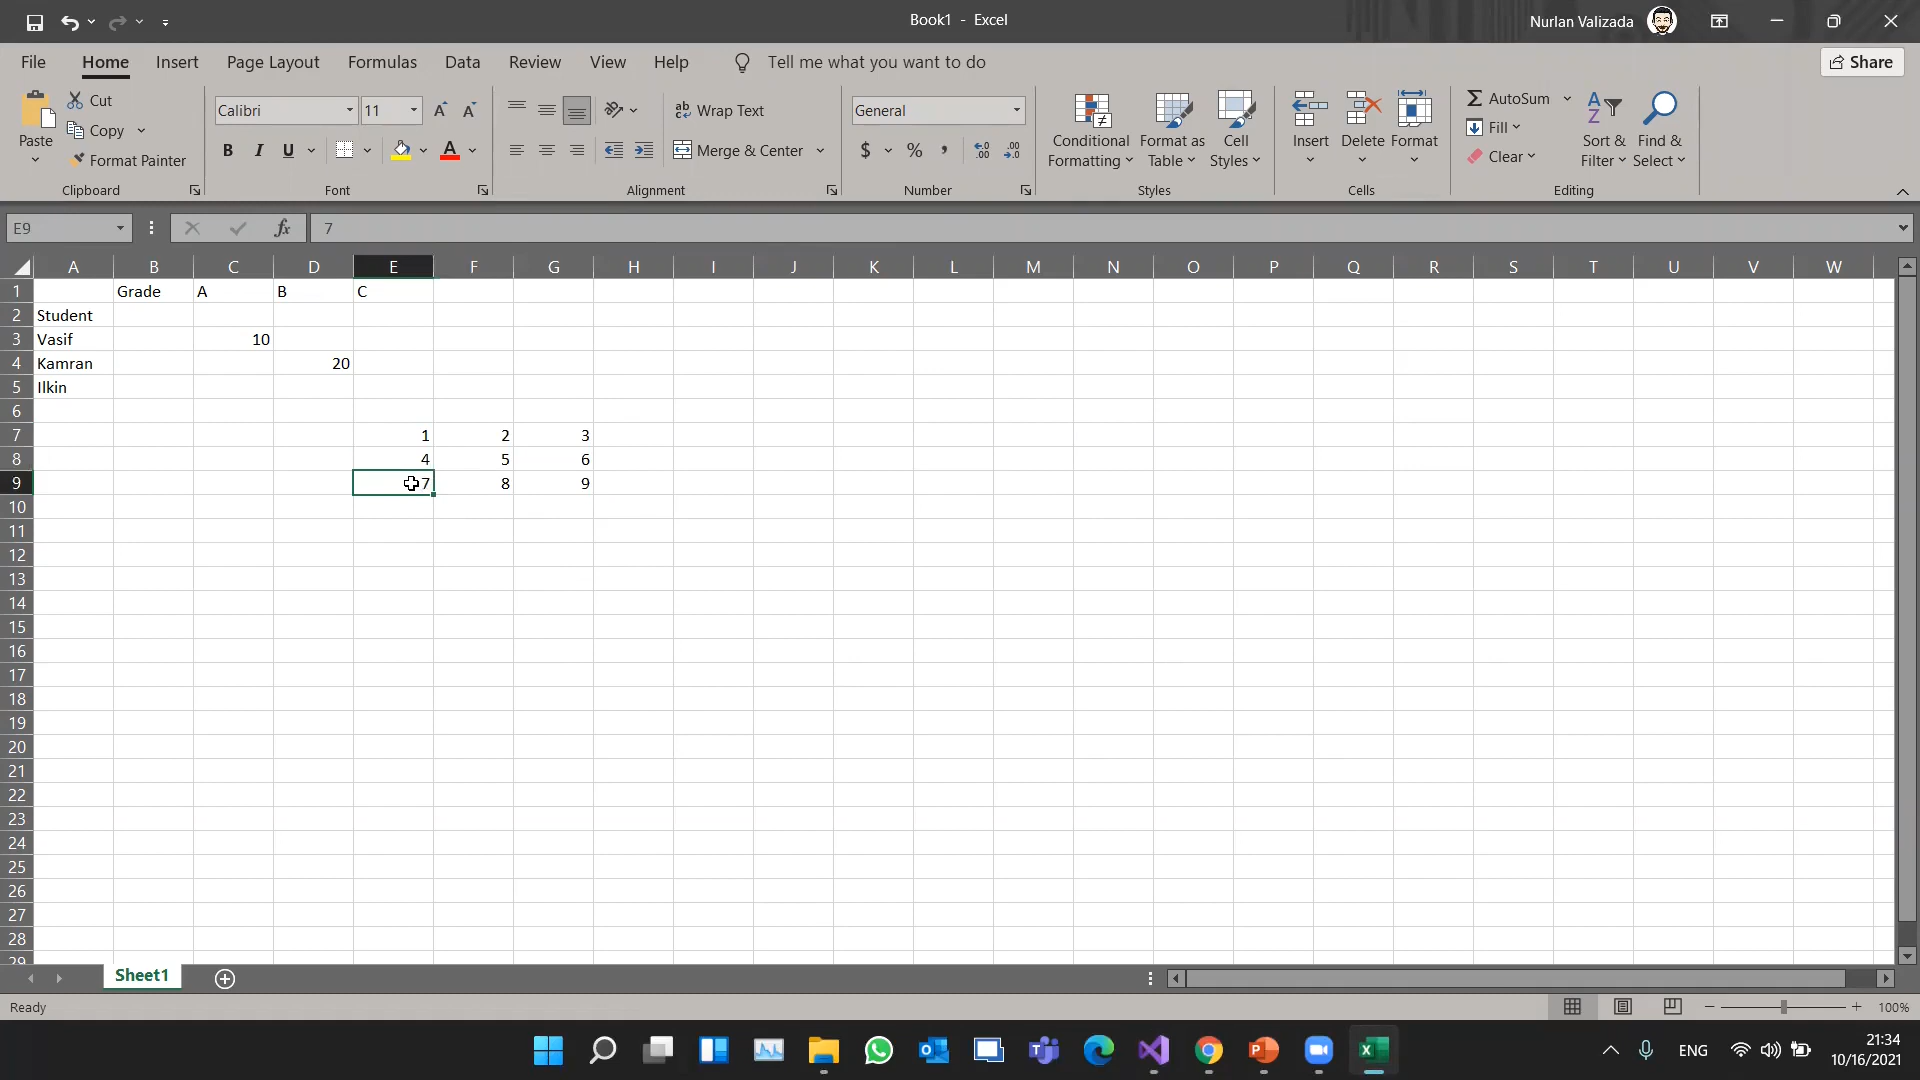 Book1 - Excel
Nurlan Valizada
File Home Insert Page Layout Formulas Data Review View Help Tell me what you want to do Share
Paste
Cut
Copy
Format Painter
Clipboard
Calibri 11
B I U A
Font
ab Wrap Text
Merge & Center
Alignment
General
$ % ,
Number
Conditional Formatting
Format as Table
Cell Styles
Styles
Insert
Delete
Format
Cells
AutoSum
Fill
Clear
Sort & Filter
Find & Select
Editing
E9 fx 7
A B C D E F G H I J K L M N O P Q R S T U V W
1 Grade A B C
2 Student
3 Vasif 10
4 Kamran 20
5 Ilkin
6
7 1 2 3
8 4 5 6
9 7 8 9
10
11
12
13
14
15
16
17
18
19
20
21
22
23
24
25
26
27
28
29
Sheet1
Ready 100%
ENG
21:34
10/16/2021